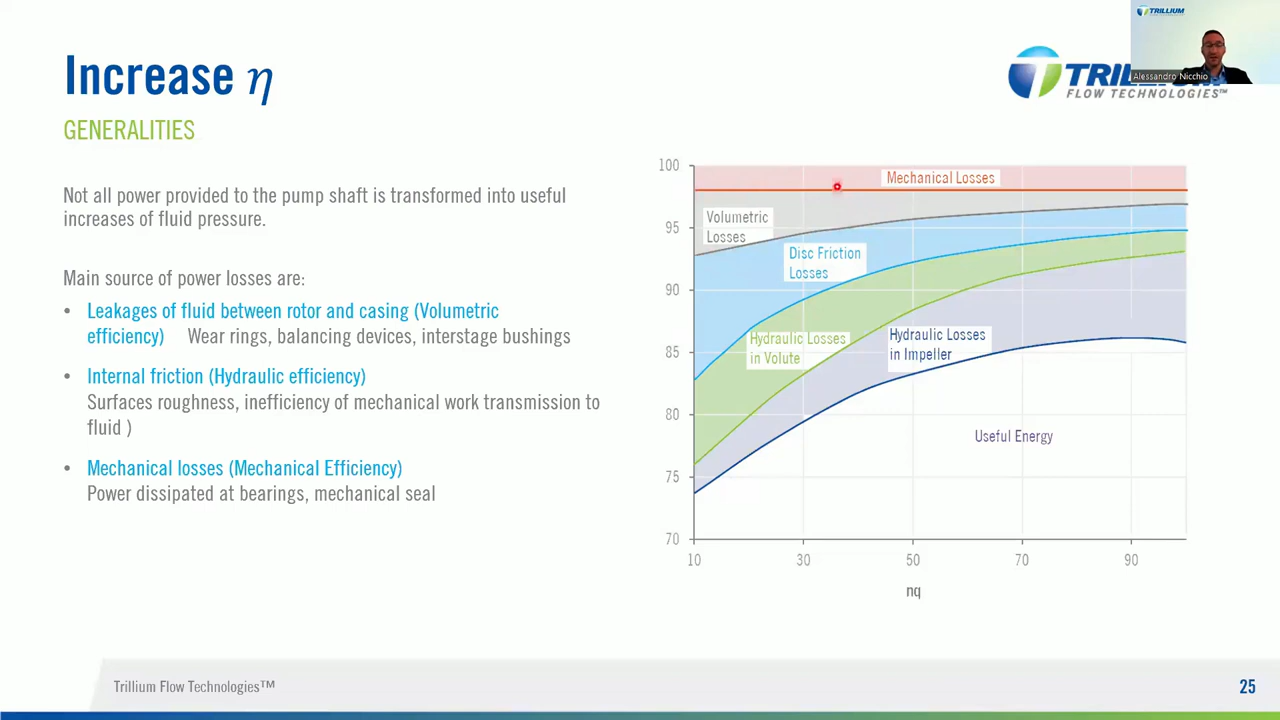 TRILLIUM
Alessandro Nicchio
Increase η
TRIL
FLOW TECHNOLOGIES™
GENERALITIES
Not all power provided to the pump shaft is transformed into useful
increases of fluid pressure.
Main source of power losses are:
• Leakages of fluid between rotor and casing (Volumetric
efficiency) Wear rings, balancing devices, interstage bushings
• Internal friction (Hydraulic efficiency)
Surfaces roughness, inefficiency of mechanical work transmission to
fluid )
• Mechanical losses (Mechanical Efficiency)
Power dissipated at bearings, mechanical seal
100
95
90
85
80
75
70
Mechanical Losses
Volumetric
Losses
Disc Friction
Losses
Hydraulic Losses
in Volute
Hydraulic Losses
in Impeller
Useful Energy
10 30 50 70 90
nq
Trillium Flow Technologies™
25